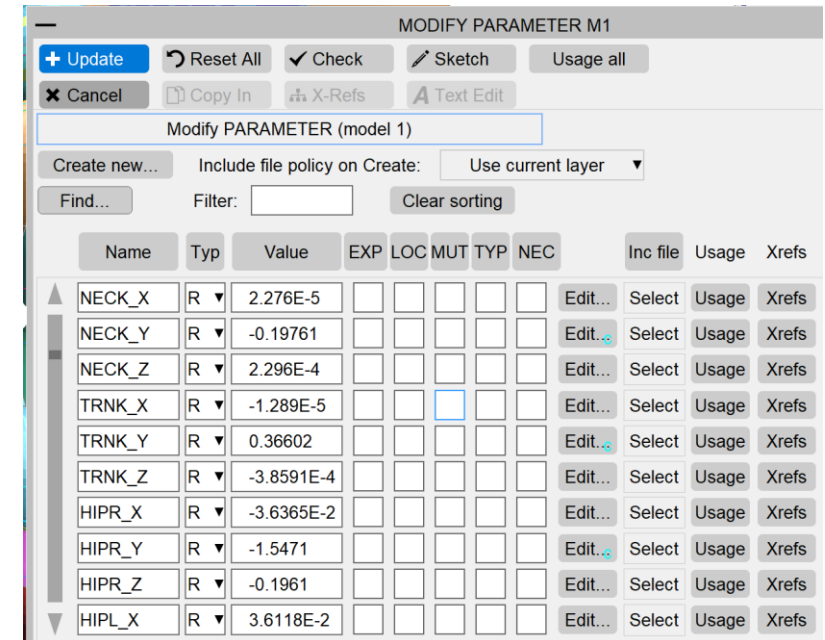 MODIFY PARAMETER M1
Update Reset All Check Sketch Usage all
Cancel Copy In X-Refs Text Edit
Modify PARAMETER (model 1)
Create new... Include file policy on Create: Use current layer
Find... Filter: Clear sorting
Name Typ Value EXP LOC MUT TYP NEC Inc file Usage Xrefs
NECK_X R 2.276E-5 Edit... Select Usage Xrefs
NECK_Y R -0.19761 Edit...c Select Usage Xrefs
NECK_Z R 2.296E-4 Edit... Select Usage Xrefs
TRNK_X R -1.289E-5 Edit... Select Usage Xrefs
TRNK_Y R 0.36602 Edit...c Select Usage Xrefs
TRNK_Z R -3.8591E-4 Edit... Select Usage Xrefs
HIPR_X R -3.6365E-2 Edit... Select Usage Xrefs
HIPR_Y R -1.5471 Edit...c Select Usage Xrefs
HIPR_Z R -0.1961 Edit... Select Usage Xrefs
HIPL_X R 3.6118E-2 Edit... Select Usage Xrefs